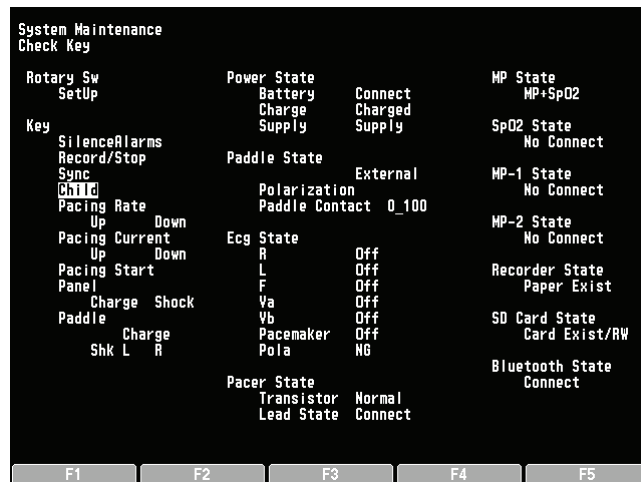 System Maintenance
Check Key
Rotary Sw
SetUp
Key
SilenceAlarms
Record/Stop
Sync
Child
Pacing Rate
Up Down
Pacing Current
Up Down
Pacing Start
Panel
Charge Shock
Paddle
Charge
Shk L R
Power State
Battery Connect
Charge Charged
Supply Supply
Paddle State
External
Polarization
Paddle Contact 0_100
Ecg State
R Off
L Off
F Off
Va Off
Vb Off
Pacemaker Off
Pola NG
Pacer State
Transistor Normal
Lead State Connect
MP State
MP+SpO2
SpO2 State
No Connect
MP-1 State
No Connect
MP-2 State
No Connect
Recorder State
Paper Exist
SD Card State
Card Exist/RW
Bluetooth State
Connect
F1 F2 F3 F4 F5